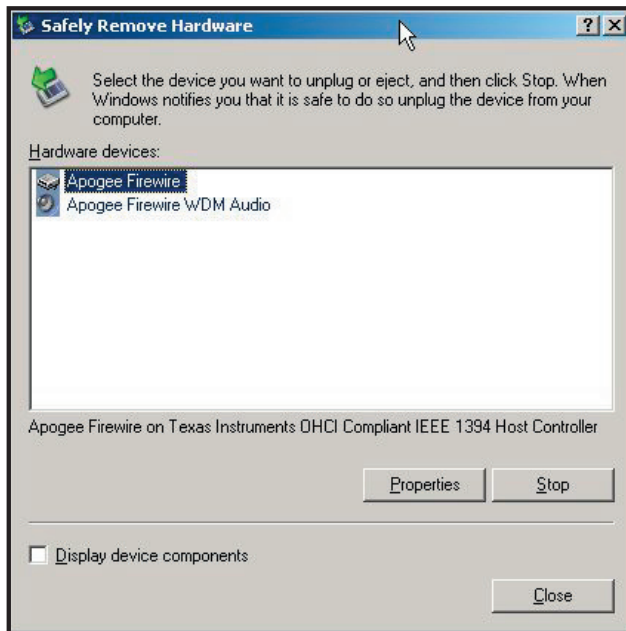 Safely Remove Hardware
Select the device you want to unplug or eject, and then click Stop. When
Windows notifies you that it is safe to do so unplug the device from your
computer.
Hardware devices:
Apogee Firewire
Apogee Firewire WDM Audio
Apogee Firewire on Texas Instruments OHCI Compliant IEEE 1394 Host Controller
Properties
Stop
Display device components
Close